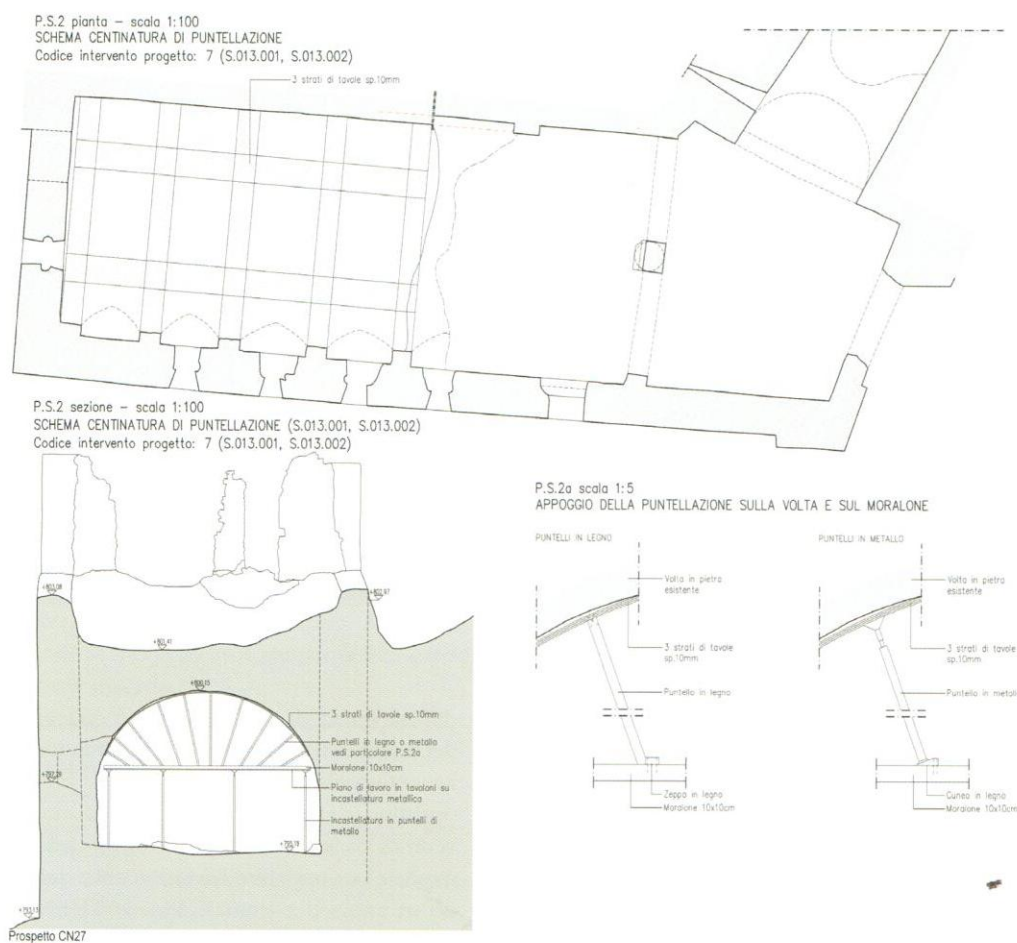 P.S.2 pianta – scala 1:100
SCHEMA CENTINATURA DI PUNTELLAZIONE
Codice intervento progetto: 7 (S.013.001, S.013.002)
3 strati di tavole sp.10mm
P.S.2 sezione – scala 1:100
SCHEMA CENTINATURA DI PUNTELLAZIONE (S.013.001, S.013.002)
Codice intervento progetto: 7 (S.013.001, S.013.002)
3 strati di tavole sp.10mm
Puntelli in legno o metallo
vedi particolare P.S.2a
Moralone 10x10cm
Piano di lavoro in tavoloni su
incastellatura metallica
Incastellatura in puntelli di
metallo
Prospetto CN27
P.S.2a scala 1:5
APPOGGIO DELLA PUNTELLAZIONE SULLA VOLTA E SUL MORALONE
PUNTELLI IN LEGNO
Volta in pietra
esistente
3 strati di tavole
sp.10mm
Puntello in legno
Zeppa in legno
Moralone 10x10cm
PUNTELLI IN METALLO
Volta in pietra
esistente
3 strati di tavole
sp.10mm
Puntello in metall
Cuneo in legno
Moralone 10x10cm